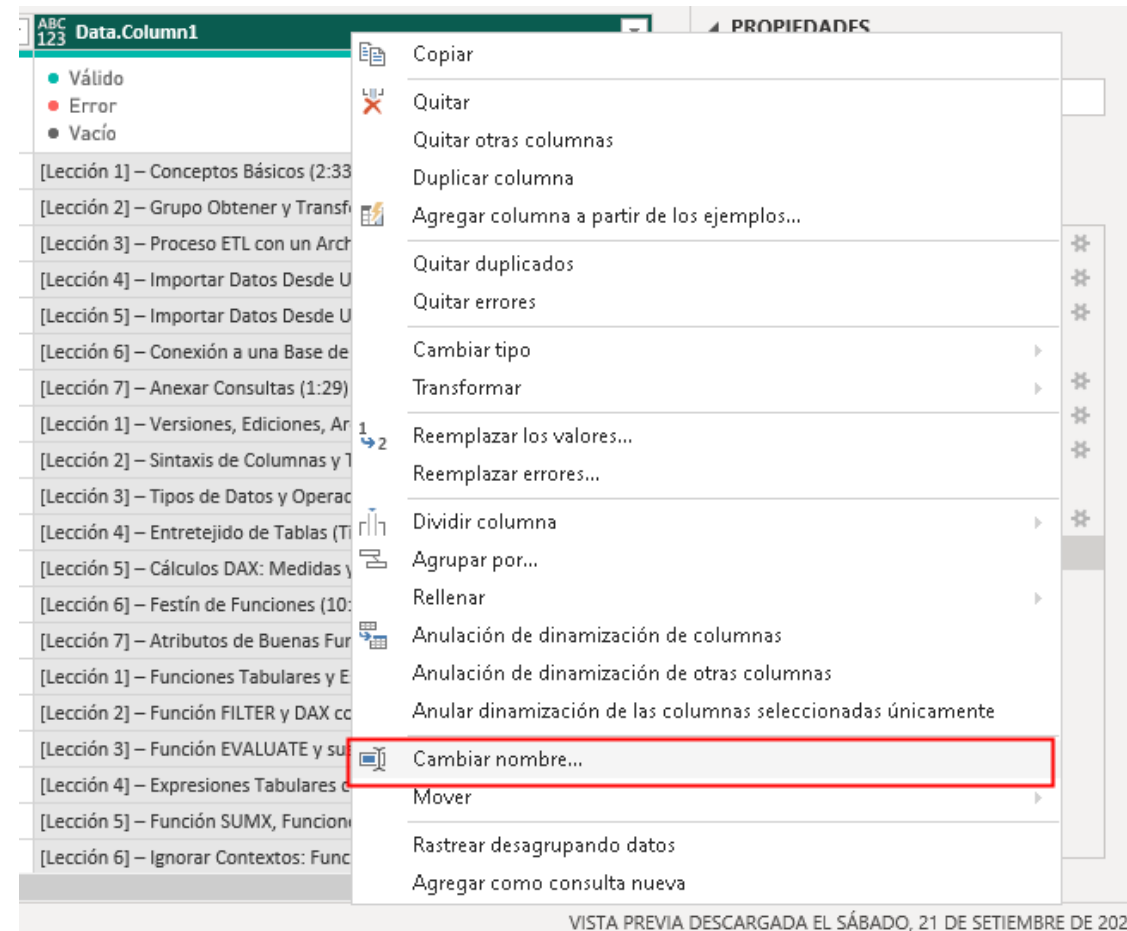 ABC
123 Data.Column1
PROPIEDADES
Válido
Error
Vacío
[Lección 1] – Conceptos Básicos (2:33
[Lección 2] – Grupo Obtener y Transf
[Lección 3] – Proceso ETL con un Arch
[Lección 4] – Importar Datos Desde U
[Lección 5] – Importar Datos Desde U
[Lección 6] – Conexión a una Base de
[Lección 7] – Anexar Consultas (1:29)
[Lección 1] – Versiones, Ediciones, Ar
[Lección 2] – Sintaxis de Columnas y T
[Lección 3] – Tipos de Datos y Operac
[Lección 4] – Entretejido de Tablas (Ti
[Lección 5] – Cálculos DAX: Medidas y
[Lección 6] – Festín de Funciones (10:
[Lección 7] – Atributos de Buenas Fun
[Lección 1] – Funciones Tabulares y E
[Lección 2] – Función FILTER y DAX co
[Lección 3] – Función EVALUATE y su
[Lección 4] – Expresiones Tabulares c
[Lección 5] – Función SUMX, Funcion
[Lección 6] – Ignorar Contextos: Func
Copiar
Quitar
Quitar otras columnas
Duplicar columna
Agregar columna a partir de los ejemplos...
Quitar duplicados
Quitar errores
Cambiar tipo
Transformar
1
2
Reemplazar los valores...
Reemplazar errores...
Dividir columna
Agrupar por...
Rellenar
Anulación de dinamización de columnas
Anulación de dinamización de otras columnas
Anular dinamización de las columnas seleccionadas únicamente
Cambiar nombre...
Mover
Rastrear desagrupando datos
Agregar como consulta nueva
VISTA PREVIA DESCARGADA EL SÁBADO, 21 DE SETIEMBRE DE 202